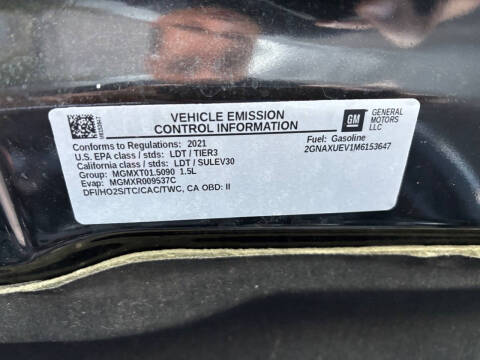 VEHICLE EMISSION
CONTROL INFORMATION
GM
GENERAL
MOTORS
LLC
Conforms to Regulations: 2021
U.S. EPA class / stds: LDT / TIER3
California class / stds: LDT / SULEV30
Group: MGMXT01.5090 1.5L
Evap: MGMXR009537C
DFI/HO2S/TC/CAC/TWC, CA OBD: II
Fuel: Gasoline
2GNAXUEV1M6153647